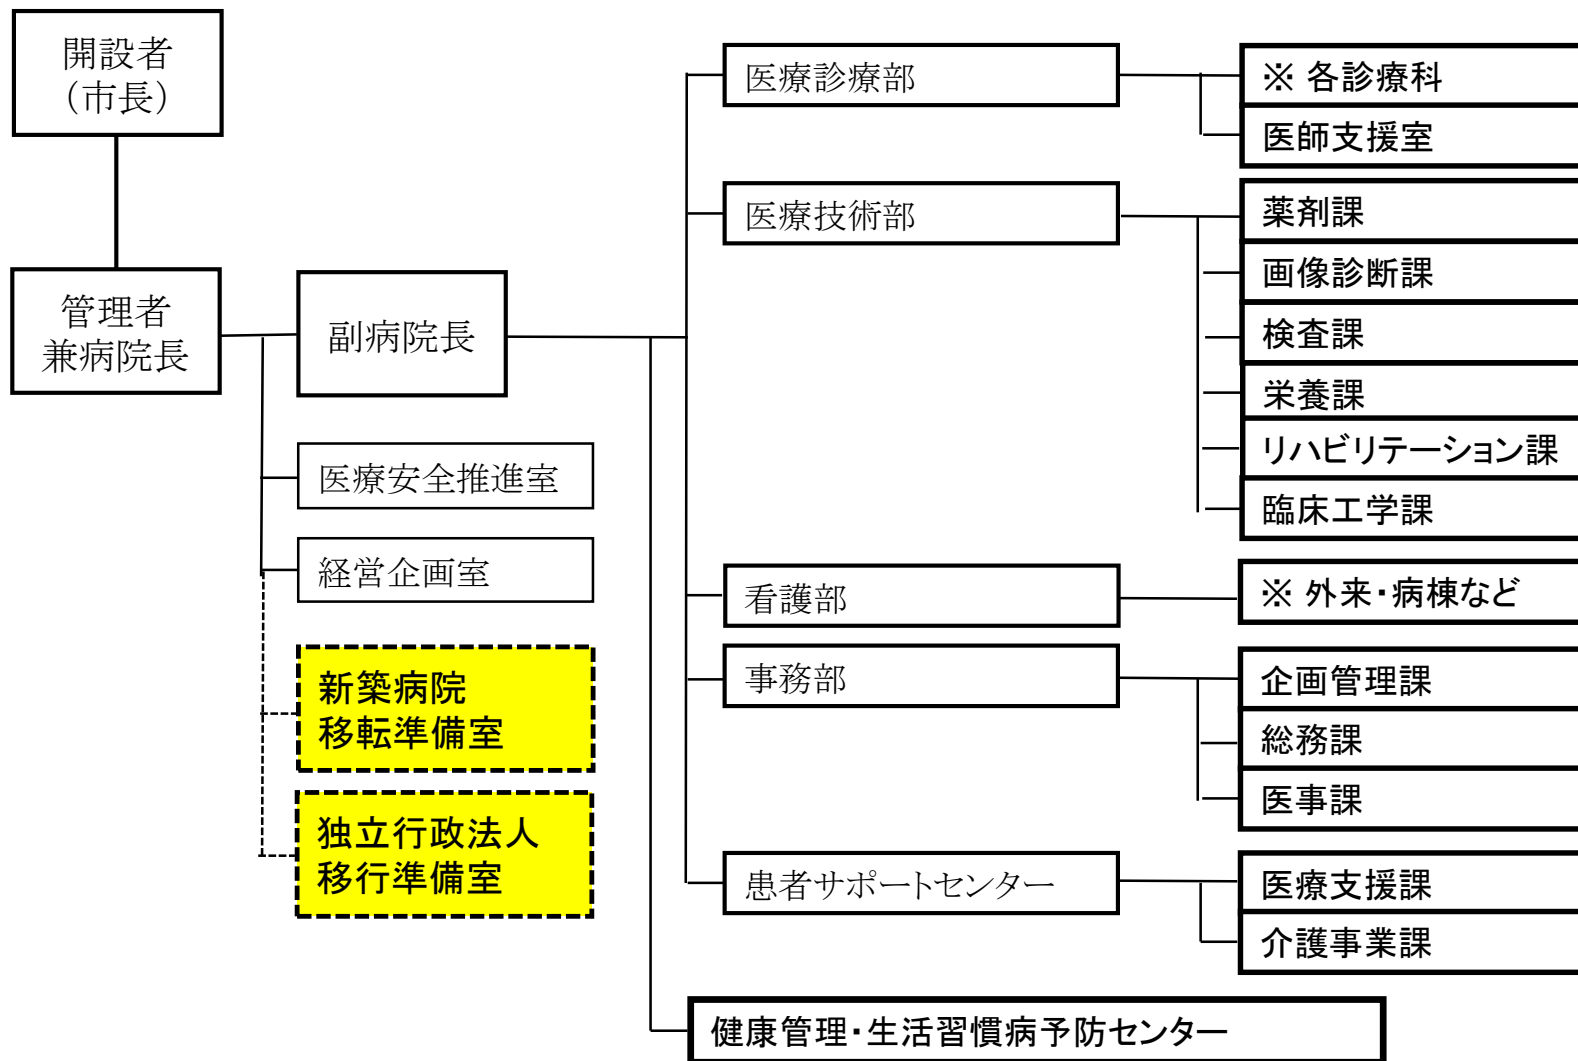 開設者
（市長）
管理者
兼病院長
副病院長
医療安全推進室
経営企画室
新築病院
移転準備室
独立行政法人
移行準備室
医療診療部
※ 各診療科
医師支援室
医療技術部
薬剤課
画像診断課
検査課
栄養課
リハビリテーション課
臨床工学課
看護部
※ 外来・病棟など
事務部
企画管理課
総務課
医事課
患者サポートセンター
医療支援課
介護事業課
健康管理・生活習慣病予防センター